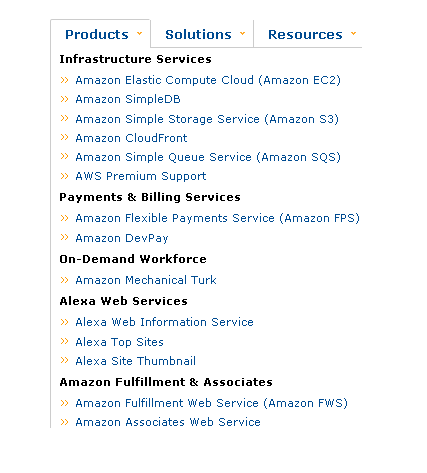 Products Solutions Resources
Infrastructure Services
Amazon Elastic Compute Cloud (Amazon EC2)
Amazon SimpleDB
Amazon Simple Storage Service (Amazon S3)
Amazon CloudFront
Amazon Simple Queue Service (Amazon SQS)
AWS Premium Support
Payments & Billing Services
Amazon Flexible Payments Service (Amazon FPS)
Amazon DevPay
On-Demand Workforce
Amazon Mechanical Turk
Alexa Web Services
Alexa Web Information Service
Alexa Top Sites
Alexa Site Thumbnail
Amazon Fulfillment & Associates
Amazon Fulfillment Web Service (Amazon FWS)
Amazon Associates Web Service